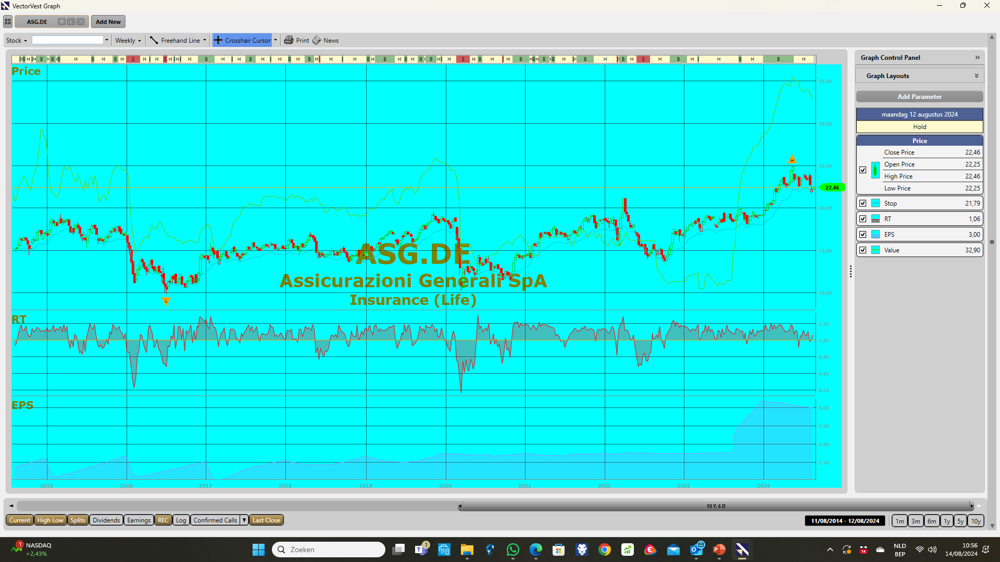 VectorVest Graph
ASG.DE
Add New
Stock
Weekly
Freehand Line
Crosshair Cursor
Print
News
Price
35,00
30,00
25,00
22,46
20,00
15,00
10,00
H
L
ASG.DE
Assicurazioni Generali SpA
Insurance (Life)
RT
1,20
1,00
0,80
0,60
0,40
EPS
3,00
2,50
2,00
1,50
2015 2016 2017 2018 2019 2020 2021 2022 2023 2024
Graph Control Panel
Graph Layouts
Add Parameter
maandag 12 augustus 2024
Hold
Price
Close Price 22,46
Open Price 22,25
High Price 22,46
Low Price 22,25
Stop 21,79
RT 1,06
EPS 3,00
Value 32,90
10 Y, 6 D
Current High Low Splits Dividends Earnings REC Log Confirmed Calls Last Close
11/08/2014 - 12/08/2024
1m 3m 6m 1y 5y 10y
1
NASDAQ
+2,43%
Zoeken
1
14
NLD
BEP
10:56
14/08/2024